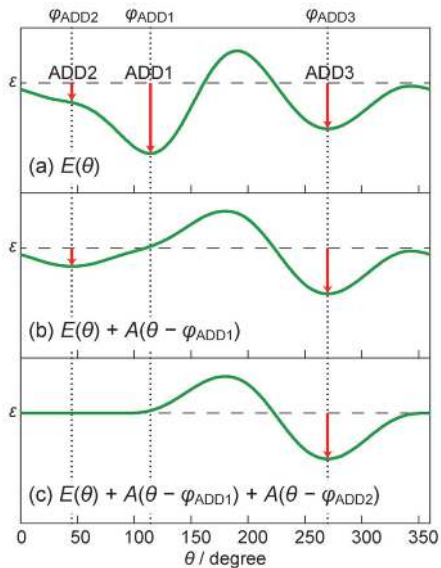 φADD2 φADD1 φADD3
ε ADD2 ADD1 ADD3
(a) E(θ)
ε
(b) E(θ) + A(θ − φADD1)
ε
(c) E(θ) + A(θ − φADD1) + A(θ − φADD2)
0 50 100 150 200 250 300 350
θ / degree